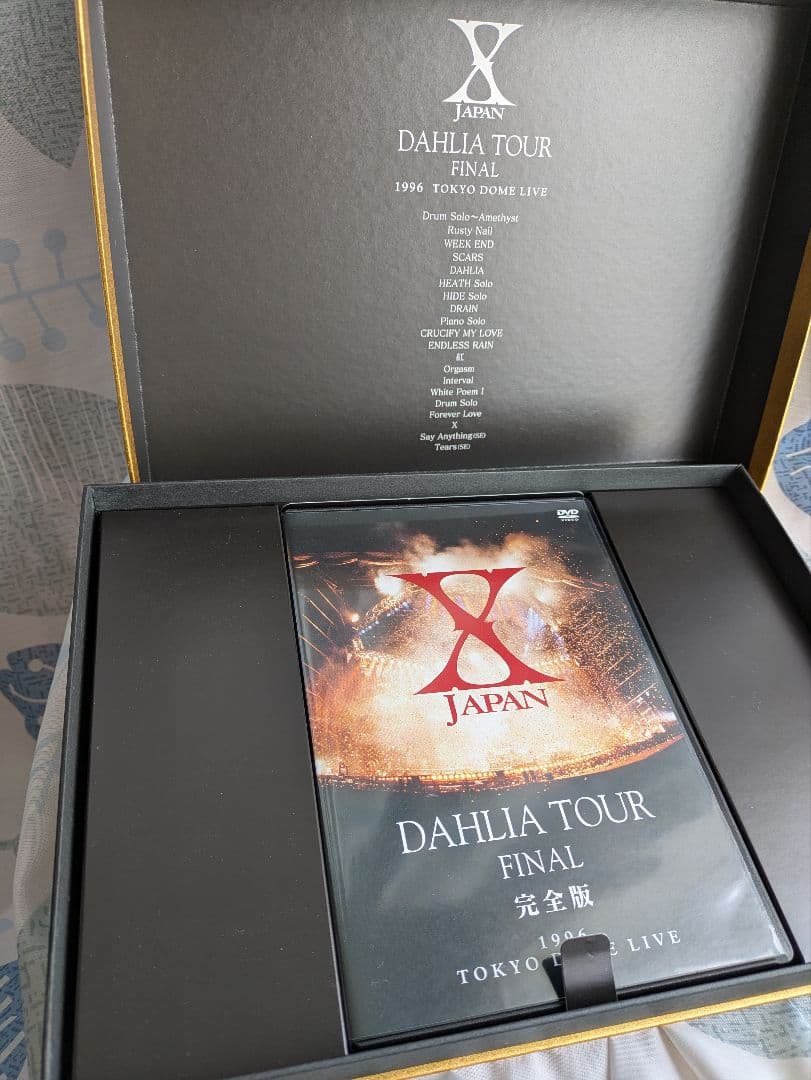 X
JAPAN
DAHLIA TOUR
FINAL
1996 TOKYO DOME LIVE
Drum Solo～Amethyst
Rusty Nail
WEEK END
SCARS
DAHLIA
HEATH Solo
HIDE Solo
DRAIN
Piano Solo
CRUCIFY MY LOVE
ENDLESS RAIN
紅
Orgasm
Interval
White Poem I
Drum Solo
Forever Love
X
Say Anything(SE)
Tears(SE)
DVD
VIDEO
X
JAPAN
DAHLIA TOUR
FINAL
完全版
1996
TOKYO D E LIVE